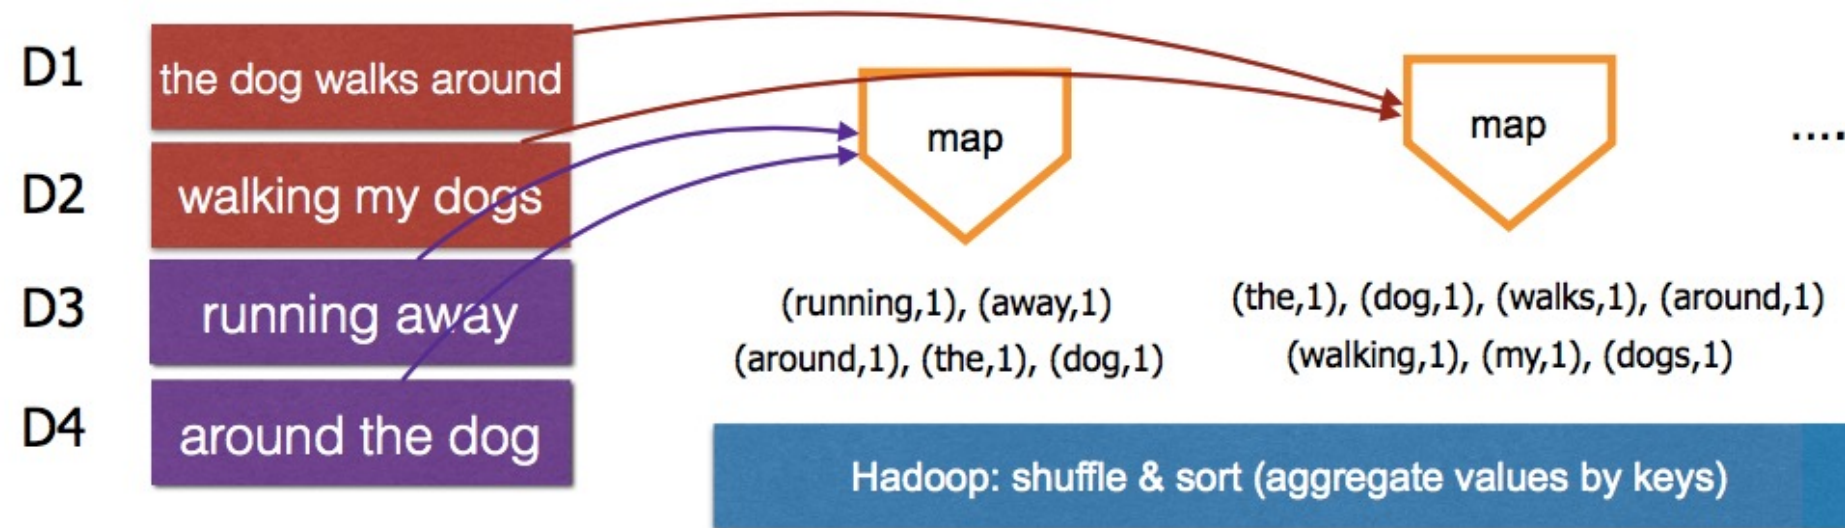 D1
the dog walks around
D2
walking my dogs
D3
running away
D4
around the dog
map
map
....
(running,1), (away,1)
(around,1), (the,1), (dog,1)
(the,1), (dog,1), (walks,1), (around,1)
(walking,1), (my,1), (dogs,1)
Hadoop: shuffle & sort (aggregate values by keys)